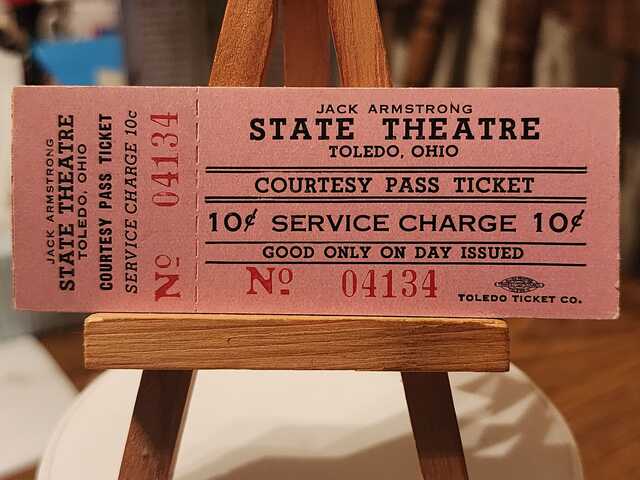 JACK ARMSTRONG
STATE THEATRE
TOLEDO, OHIO
COURTESY PASS TICKET
SERVICE CHARGE 10c
Nº 04134
JACK ARMSTRONG
STATE THEATRE
TOLEDO, OHIO
COURTESY PASS TICKET
10¢ SERVICE CHARGE 10¢
GOOD ONLY ON DAY ISSUED
Nº 04134
TOLEDO TICKET CO.